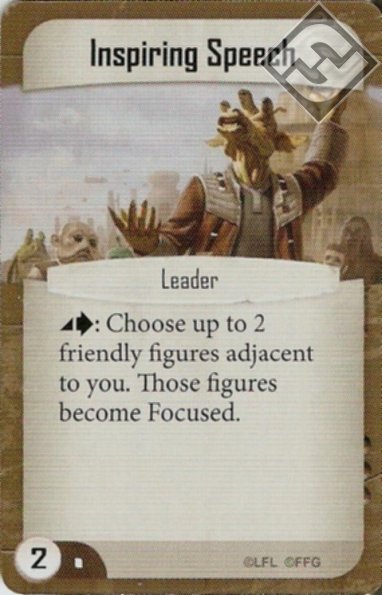 Inspiring Speech
Leader
: Choose up to 2
friendly figures adjacent
to you. Those figures
become Focused.
2
©LFL ©FFG